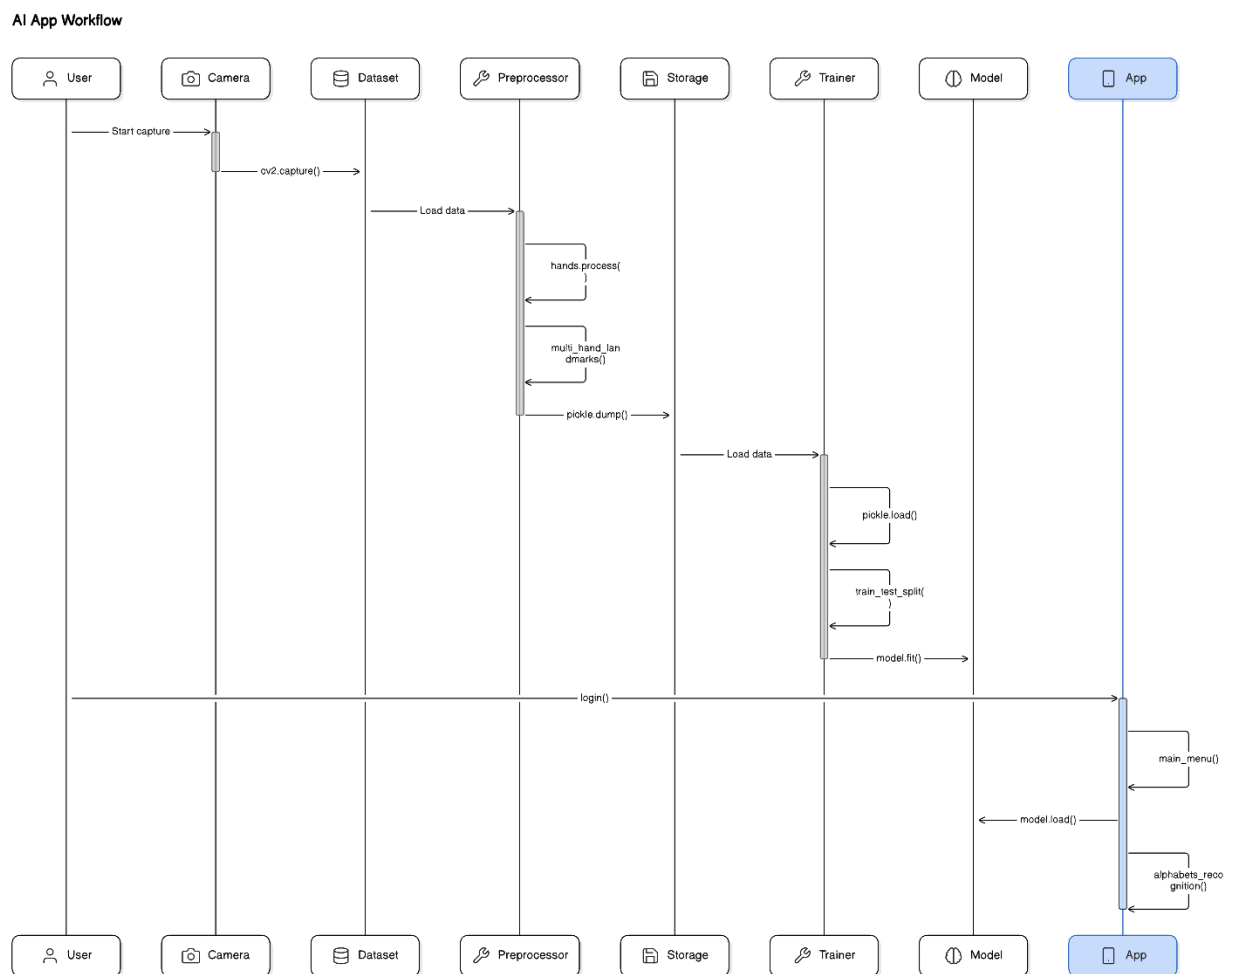 AI App Workflow
User
Camera
Dataset
Preprocessor
Storage
Trainer
Model
App
Start capture
cv2.capture()
Load data
hands.process(
)
multi_hand_lan
dmarks()
pickle.dump()
Load data
pickle.load()
train_test_split(
)
model.fit()
login()
main_menu()
model.load()
alphabets_reco
gnition()
User
Camera
Dataset
Preprocessor
Storage
Trainer
Model
App